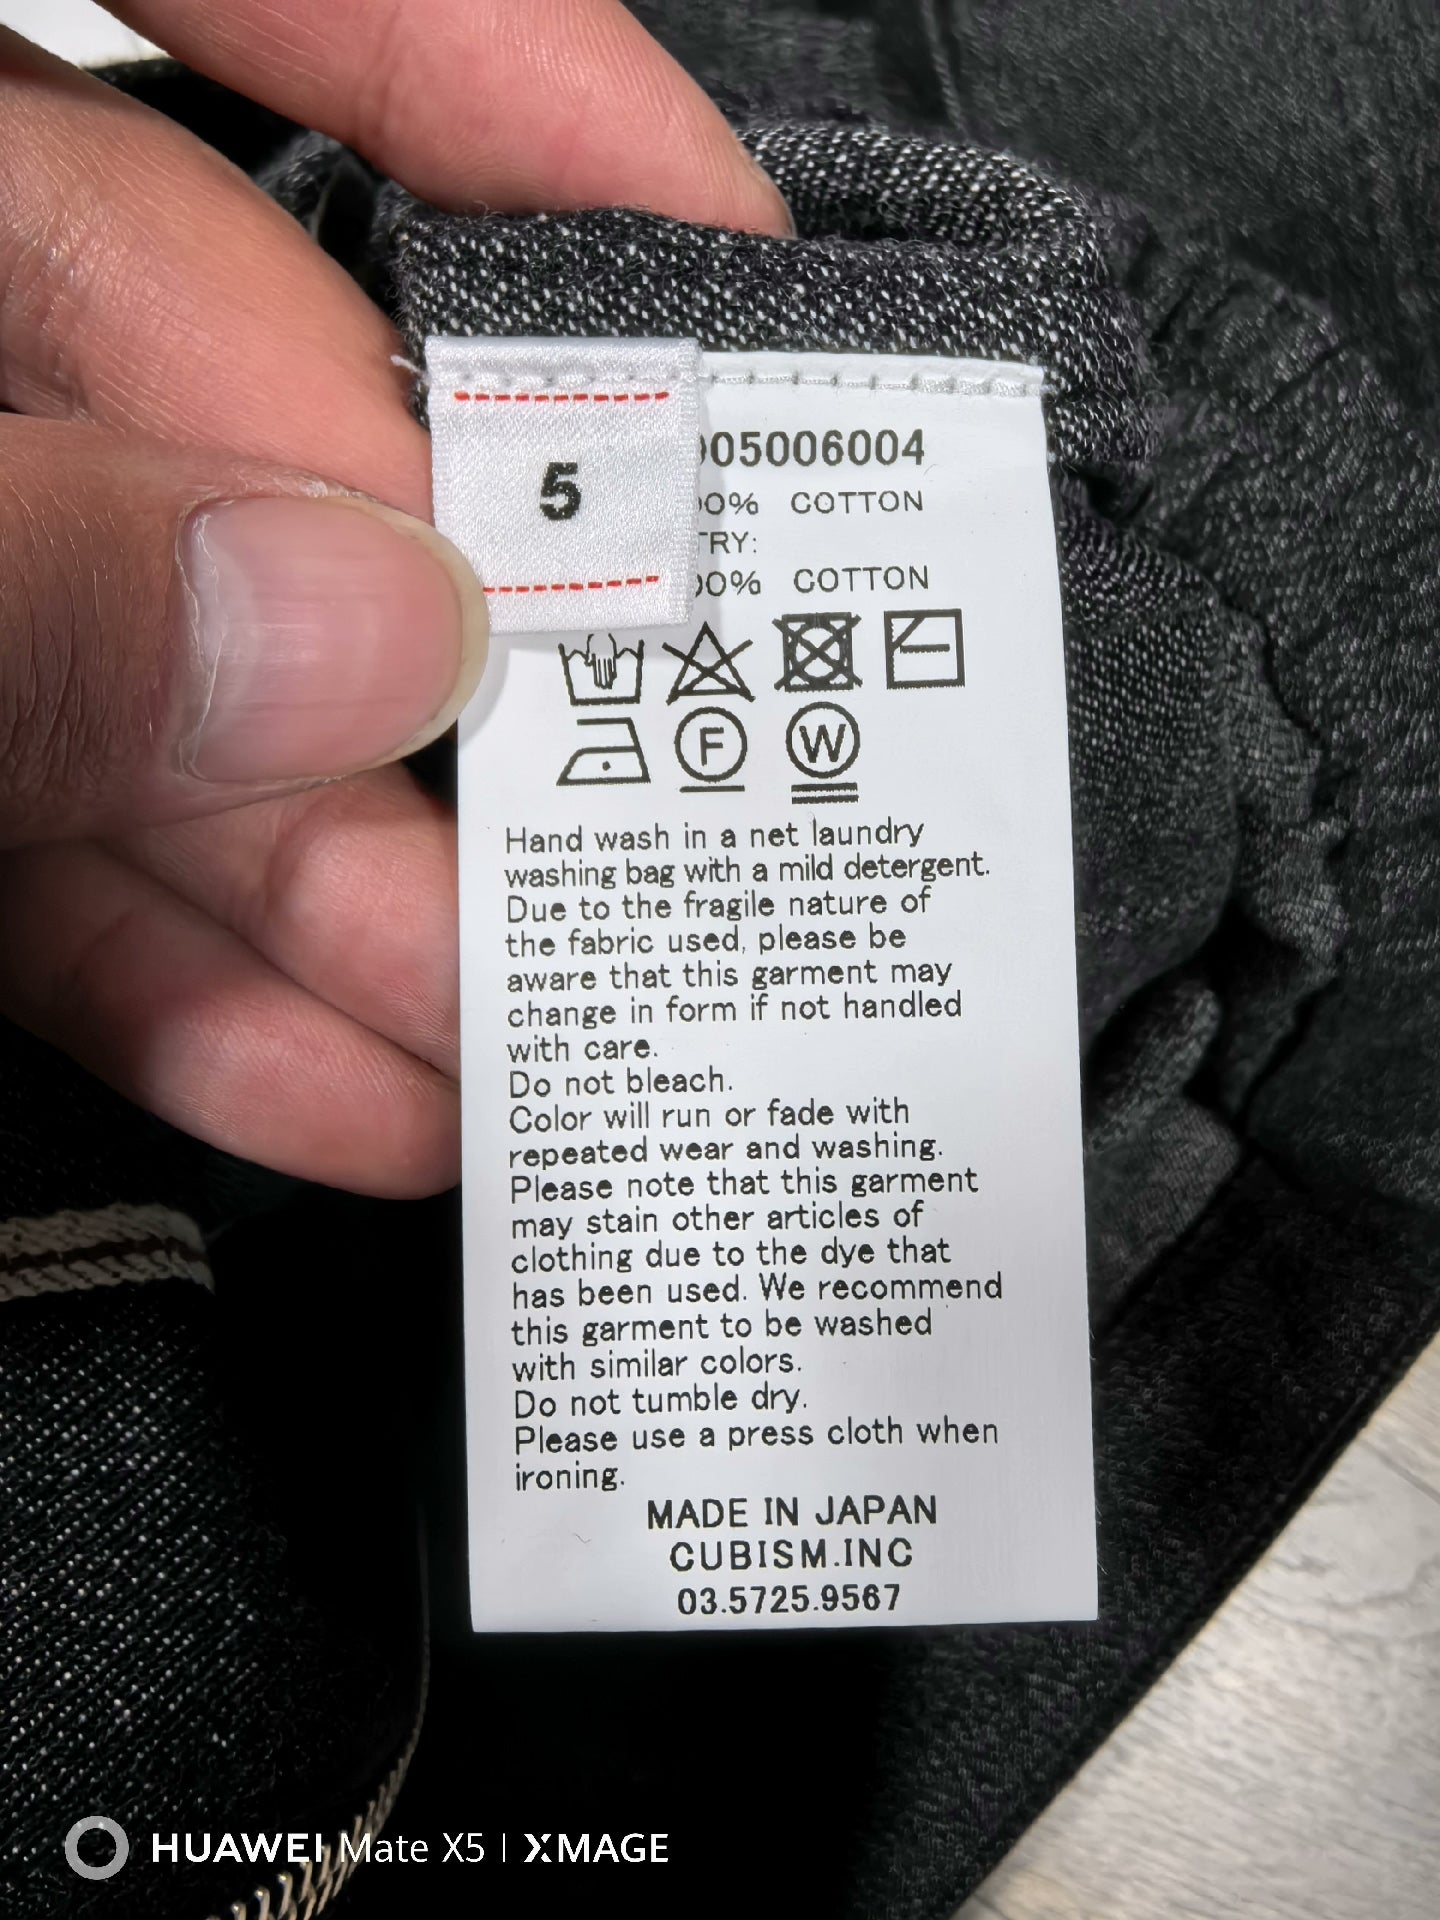 5
05006004
00% COTTON
TRY:
00% COTTON
F
W
Hand wash in a net laundry
washing bag with a mild detergent.
Due to the fragile nature of
the fabric used, please be
aware that this garment may
change in form if not handled
with care.
Do not bleach.
Color will run or fade with
repeated wear and washing.
Please note that this garment
may stain other articles of
clothing due to the dye that
has been used. We recommend
this garment to be washed
with similar colors.
Do not tumble dry.
Please use a press cloth when
ironing.
MADE IN JAPAN
CUBISM.INC
03.5725.9567
HUAWEI Mate X5 | XMAGE